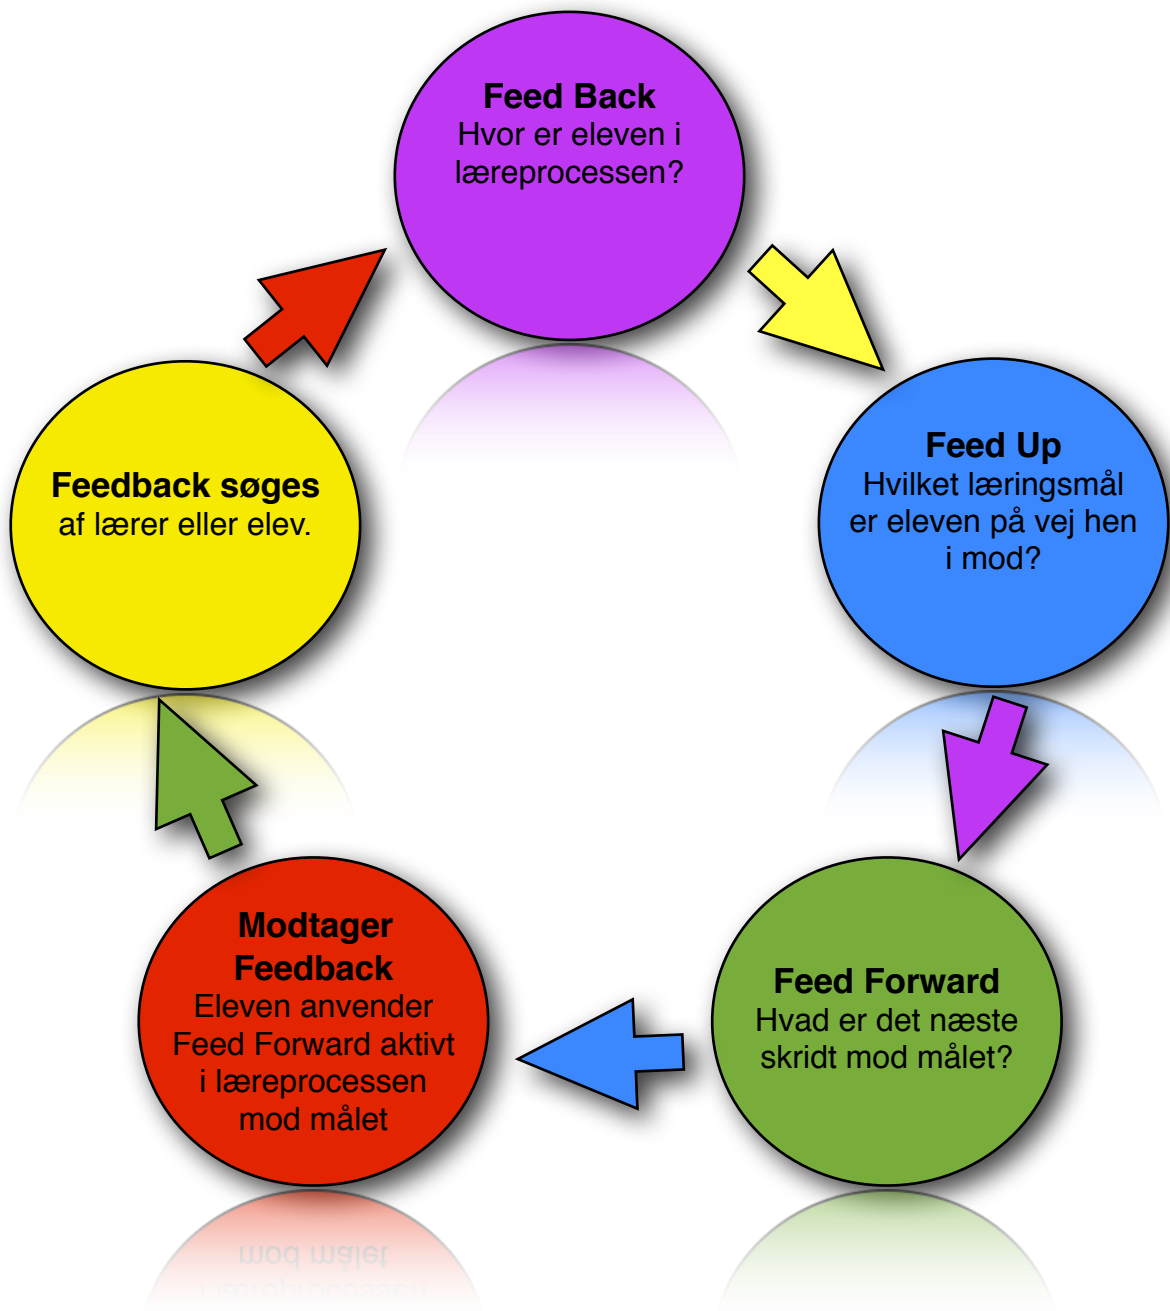 Feed Back
Hvor er eleven i
læreprocessen?
Feed Up
Hvilket læringsmål
er eleven på vej hen
i mod?
Feed Forward
Hvad er det næste
skridt mod målet?
Modtager
Feedback
Eleven anvender
Feed Forward aktivt
i læreprocessen
mod målet
Feedback søges
af lærer eller elev.